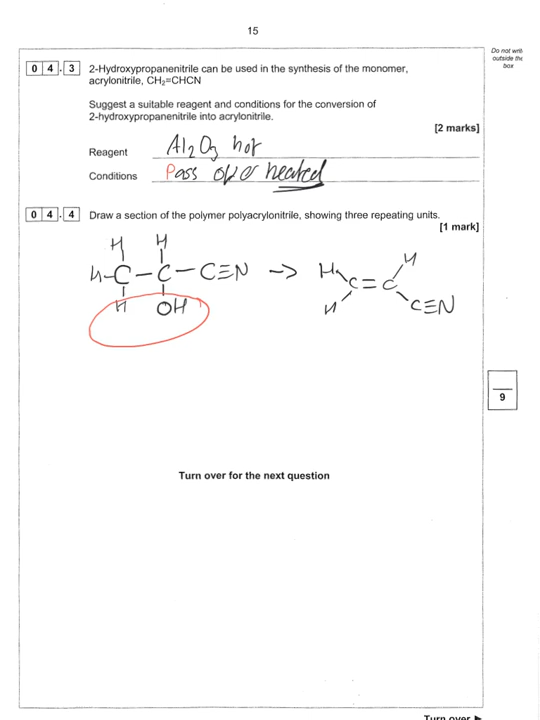 15
Do not write
outside the
box
0 4 . 3 2-Hydroxypropanenitrile can be used in the synthesis of the monomer,
acrylonitrile, CH₂=CHCN
Suggest a suitable reagent and conditions for the conversion of
2-hydroxypropanenitrile into acrylonitrile.
[2 marks]
Reagent Al₂O₃ hot
Conditions Pass over heated
0 4 . 4 Draw a section of the polymer polyacrylonitrile, showing three repeating units.
[1 mark]
H H
H-C-C-C≡N -> H C=C H
H OH H C≡N
9
Turn over for the next question
Turn over ►